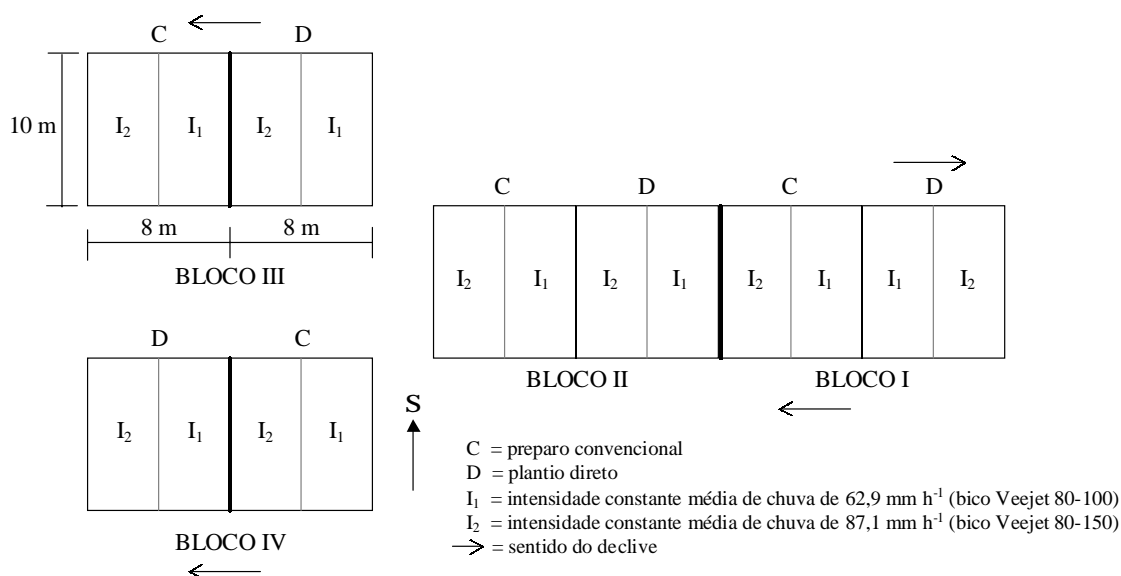 C D
10 m
I₂ I₁ I₂ I₁
8 m 8 m
BLOCO III
C D C D
I₂ I₁ I₂ I₁ I₂ I₁ I₁ I₂
BLOCO II BLOCO I
D C
I₂ I₁ I₂ I₁
BLOCO IV
S
C = preparo convencional
D = plantio direto
I₁ = intensidade constante média de chuva de 62,9 mm h⁻¹ (bico Veejet 80-100)
I₂ = intensidade constante média de chuva de 87,1 mm h⁻¹ (bico Veejet 80-150)
= sentido do declive